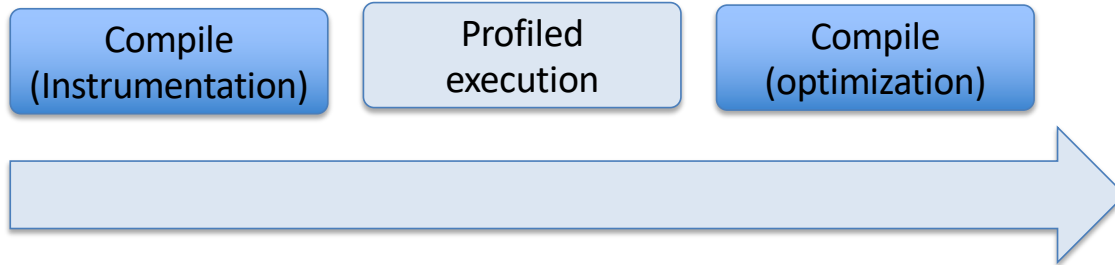 Compile
(Instrumentation)
Profiled
execution
Compile
(optimization)